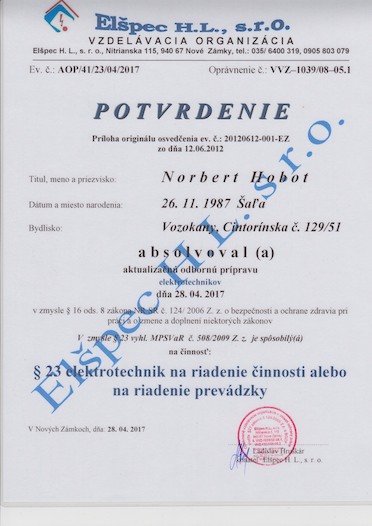 Elšpec H.L., s.r.o.
VZDELÁVACIA ORGANIZÁCIA
Elšpec H. L., s. r. o., Nitrianska 115, 940 67 Nové Zámky, tel.: 035/ 6400 319, 0905 803 079
Ev. č.: AOP/41/23/04/2017 Oprávnenie č.: VVZ–1039/08–05.1
POTVRDENIE
Príloha originálu osvedčenia ev. č.: 20120612-001-EZ
zo dňa 12.06.2012
Titul, meno a priezvisko: Norbert Hobot
Dátum a miesto narodenia: 26. 11. 1987 Šaľa
Bydlisko: Vozokany, Cintorínska č. 129/51
absolvoval (a)
aktualizačnú odbornú prípravu
elektrotechnikov
dňa 28. 04. 2017
v zmysle § 16 ods. 8 zákona NR SR č. 124/ 2006 Z. z. o bezpečnosti a ochrane zdravia pri
práci a o zmene a doplnení niektorých zákonov
V zmysle § 23 vyhl. MPSVaR č. 508/2009 Z. z. je spôsobilý(á)
na činnosť:
§ 23 elektrotechnik na riadenie činnosti alebo
na riadenie prevádzky
V Nových Zámkoch, dňa: 28. 04. 2017
Ladislav
Elšpec H. L., s. r. o.
Elšpec H.L., s.r.o.